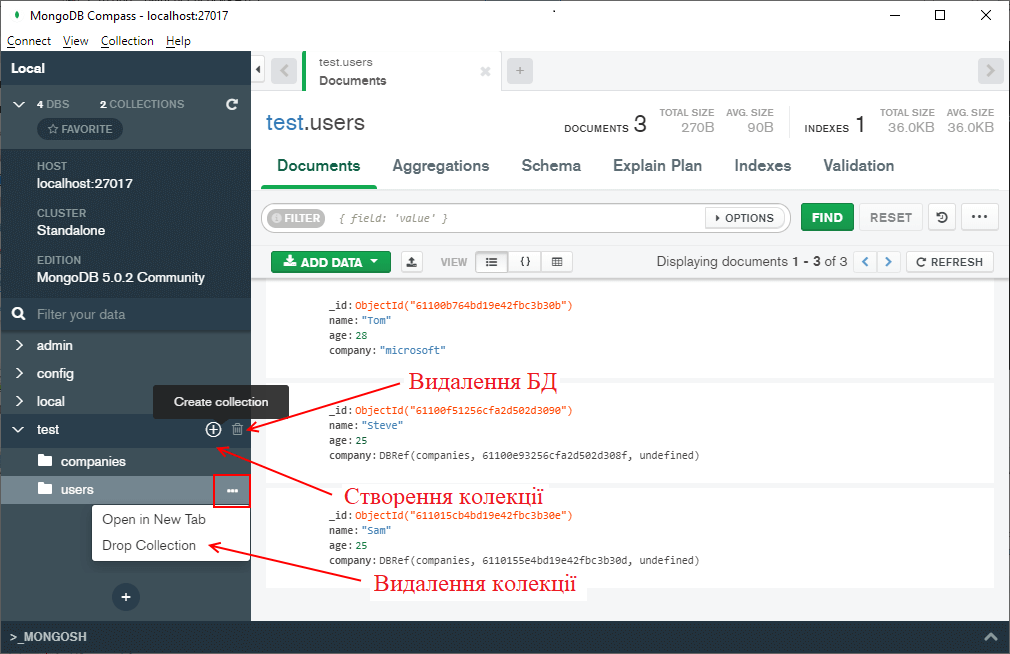 MongoDB Compass - localhost:27017
Connect View Collection Help
Local
4 DBS 2 COLLECTIONS
FAVORITE
HOST
localhost:27017
CLUSTER
Standalone
EDITION
MongoDB 5.0.2 Community
Filter your data
admin
config
local
Create collection
test
companies
users
Open in New Tab
Drop Collection
>_MONGOSH
test.users
Documents
test.users
DOCUMENTS 3
TOTAL SIZE
270B
AVG. SIZE
90B
INDEXES 1
TOTAL SIZE
36.0KB
AVG. SIZE
36.0KB
Documents Aggregations Schema Explain Plan Indexes Validation
FILTER { field: 'value' } OPTIONS FIND RESET
ADD DATA VIEW {} Displaying documents 1 - 3 of 3 REFRESH
_id: ObjectId("61100b764bd19e42fbc3b30b")
name: "Tom"
age: 28
company: "microsoft"
Видалення БД
_id: ObjectId("61100f51256cfa2d502d3090")
name: "Steve"
age: 25
company: DBRef(companies, 61100e93256cfa2d502d308f, undefined)
Створення колекції
_id: ObjectId("611015cb4bd19e42fbc3b30e")
name: "Sam"
age: 25
company: DBRef(companies, 6110155e4bd19e42fbc3b30d, undefined)
Видалення колекції